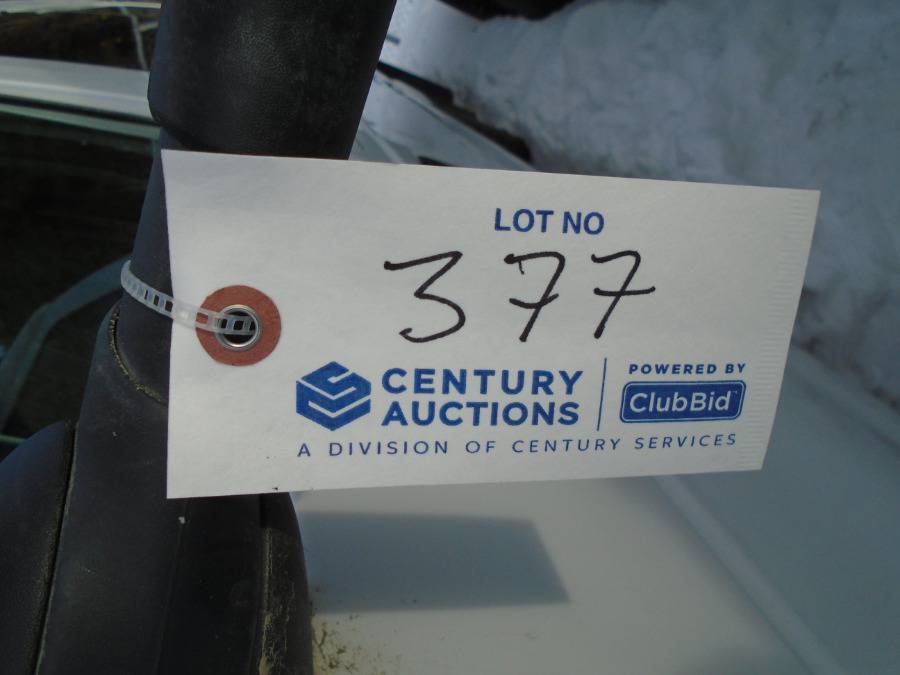 LOT NO
377
CENTURY AUCTIONS
POWERED BY
ClubBid
A DIVISION OF CENTURY SERVICES